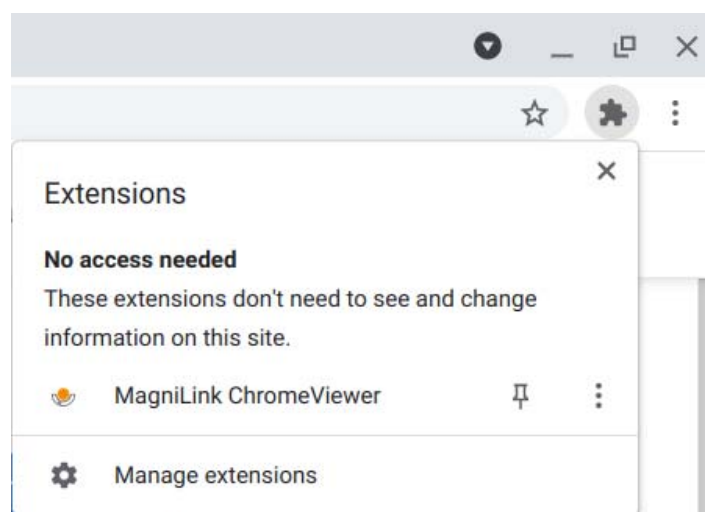 Extensions
No access needed
These extensions don't need to see and change
information on this site.
MagniLink ChromeViewer
Manage extensions